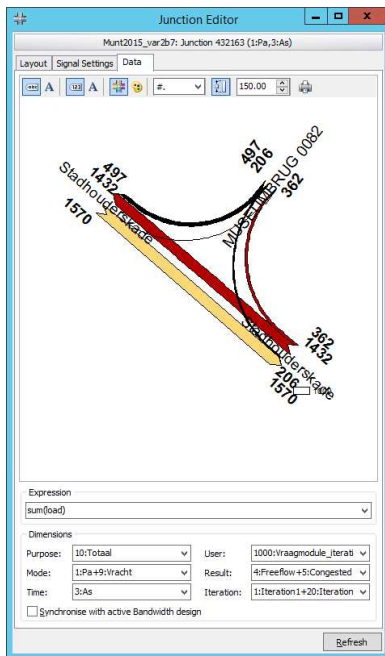 Junction Editor
Munt2015_var2b7: Junction 432163 (1:Pa,3:As)
Layout Signal Settings Data
abc A 123 A #. 150.00
497
206
MUSEUMBRUG 0082
362
497
1432
Stadhouderskade
1570
362
1432
Stadhouderskade
206
1570
Expression
sum(load)
Dimensions
Purpose: 10:Totaal User: 1000:Vraagmodule_iterati
Mode: 1:Pa+9:Vracht Result: 4:Freeflow+5:Congested
Time: 3:As Iteration: 1:Iteration1+20:Iteration
Synchronise with active Bandwidth design
Refresh